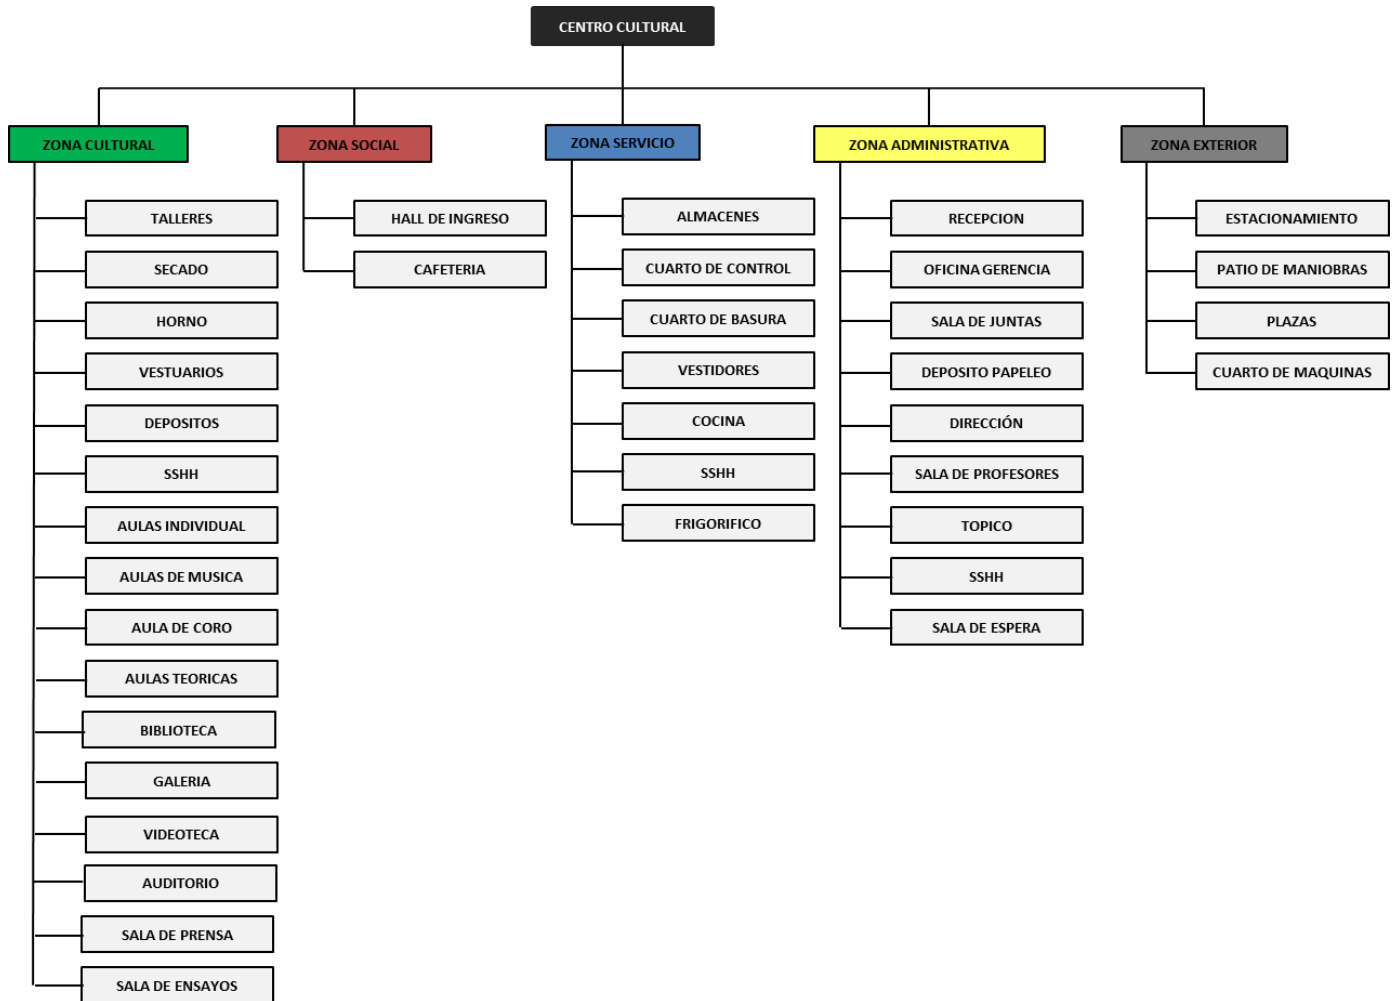 CENTRO CULTURAL
ZONA CULTURAL
TALLERES
SECADO
HORNO
VESTUARIOS
DEPOSITOS
SSHH
AULAS INDIVIDUAL
AULAS DE MUSICA
AULA DE CORO
AULAS TEORICAS
BIBLIOTECA
GALERIA
VIDEOTECA
AUDITORIO
SALA DE PRENSA
SALA DE ENSAYOS
ZONA SOCIAL
HALL DE INGRESO
CAFETERIA
ZONA SERVICIO
ALMACENES
CUARTO DE CONTROL
CUARTO DE BASURA
VESTIDORES
COCINA
SSHH
FRIGORIFICO
ZONA ADMINISTRATIVA
RECEPCION
OFICINA GERENCIA
SALA DE JUNTAS
DEPOSITO PAPELEO
DIRECCIÓN
SALA DE PROFESORES
TOPICO
SSHH
SALA DE ESPERA
ZONA EXTERIOR
ESTACIONAMIENTO
PATIO DE MANIOBRAS
PLAZAS
CUARTO DE MAQUINAS